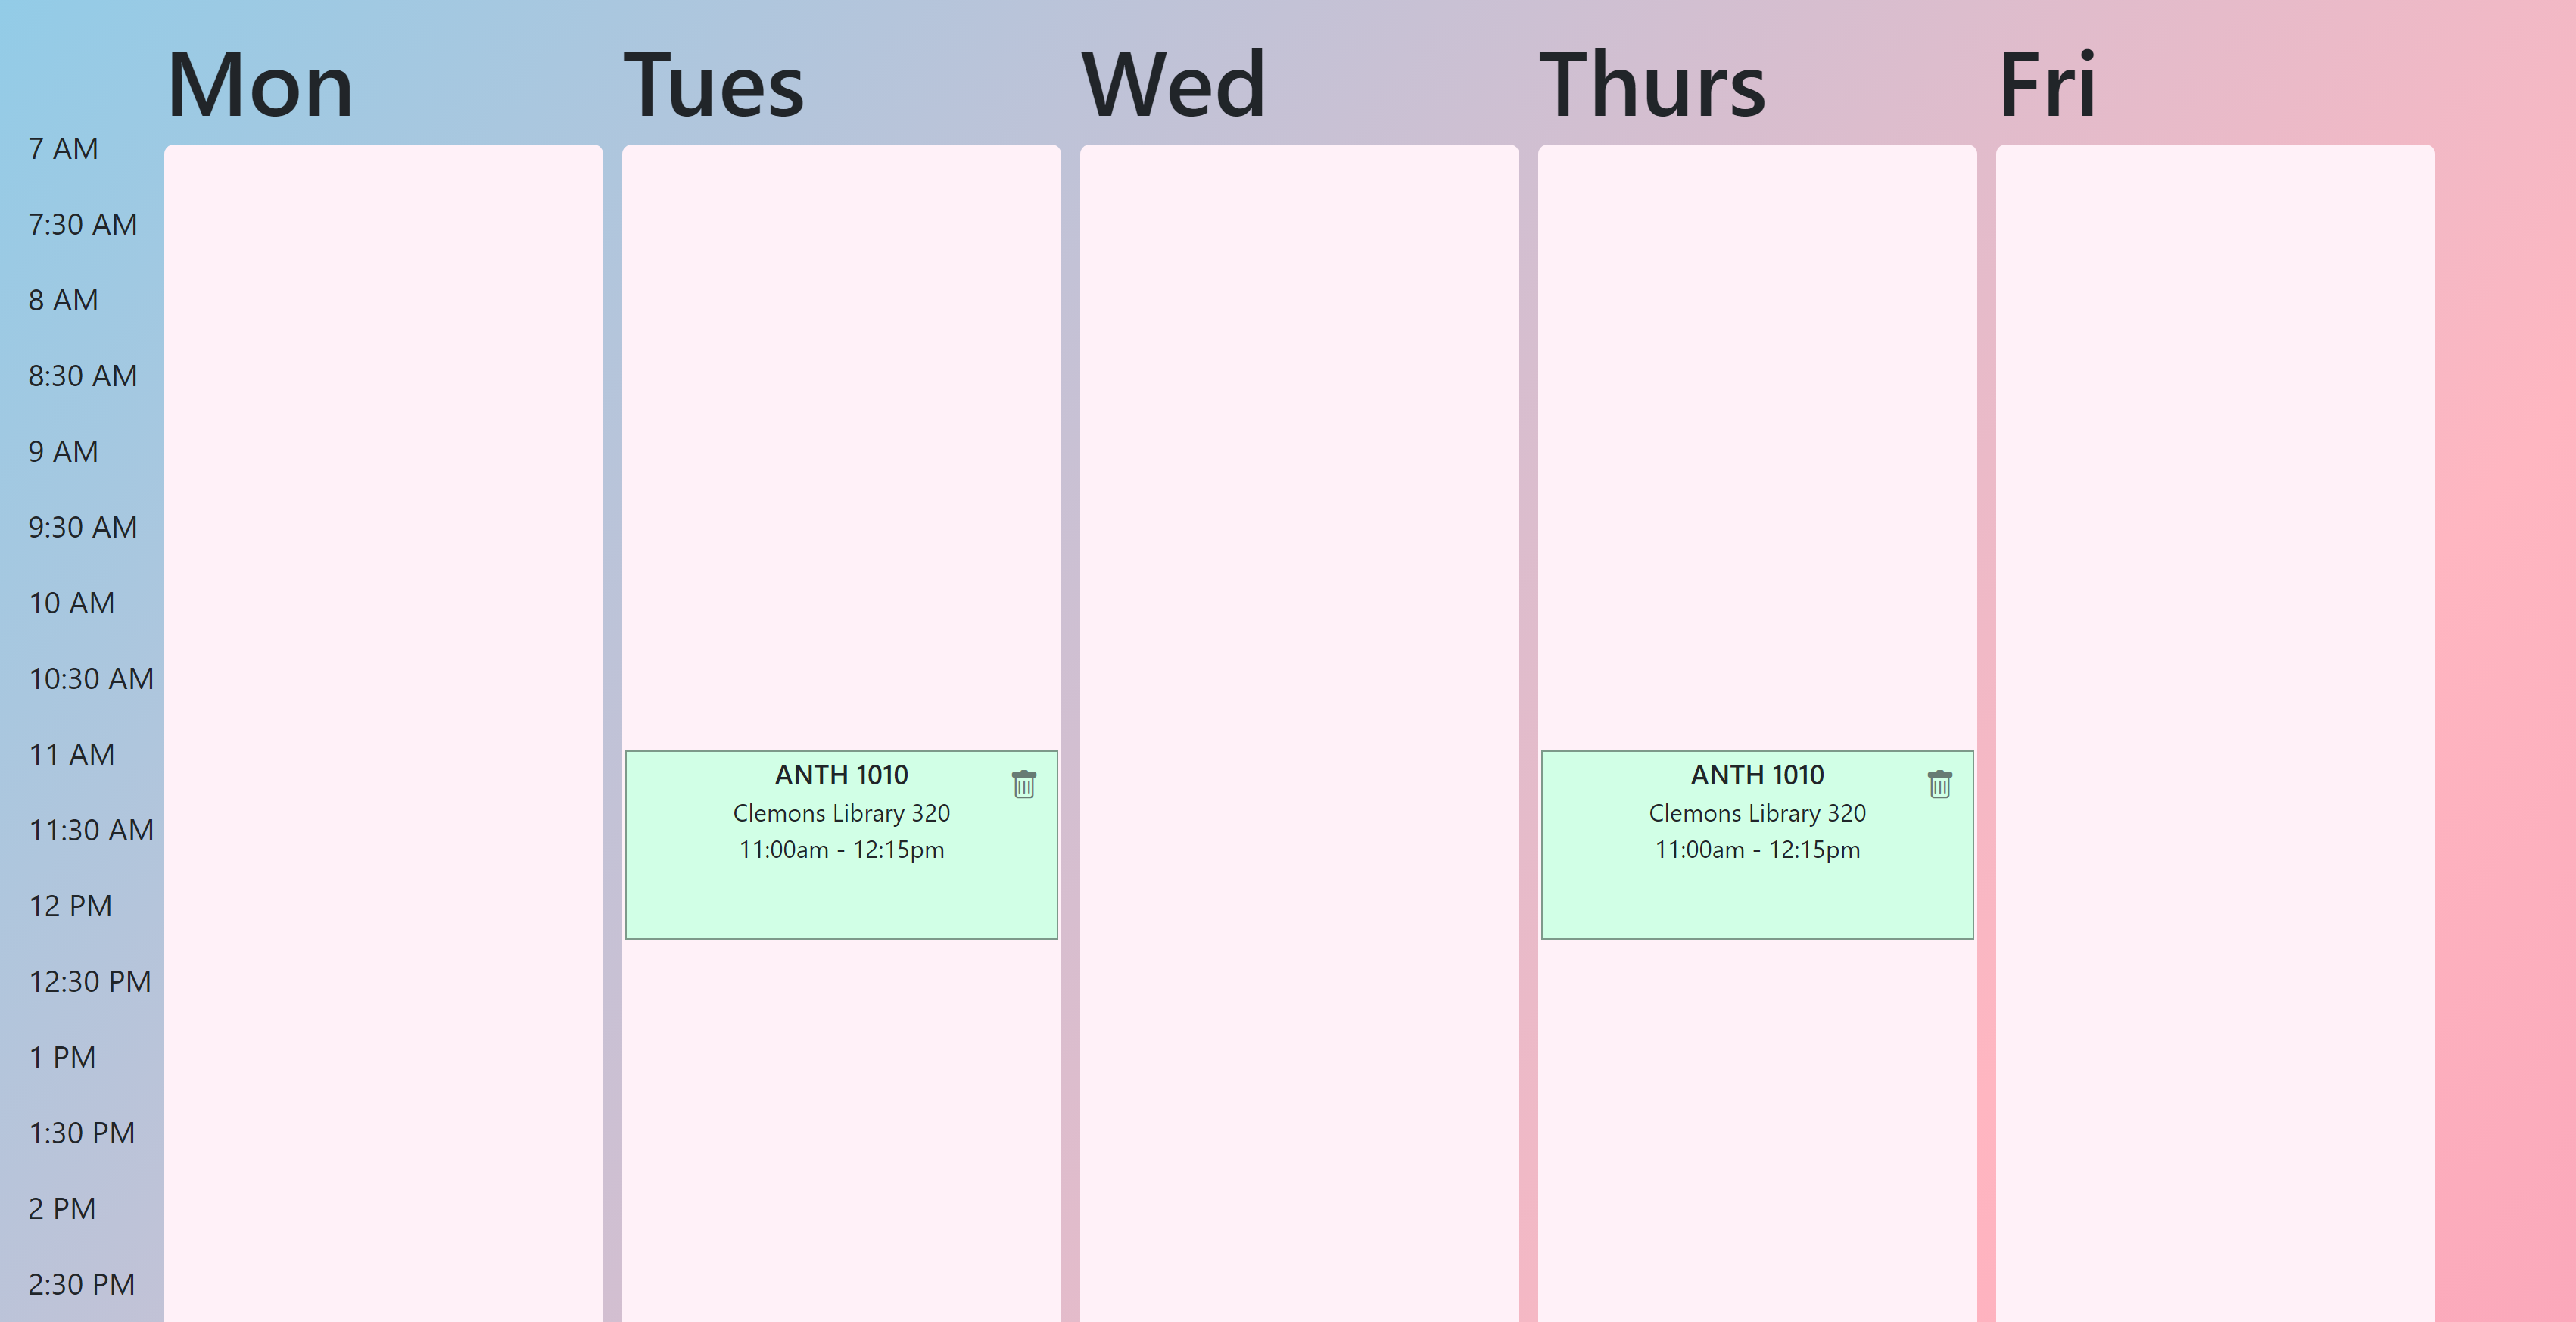 Mon Tues Wed Thurs Fri
7 AM
7:30 AM
8 AM
8:30 AM
9 AM
9:30 AM
10 AM
10:30 AM
11 AM
11:30 AM
12 PM
12:30 PM
1 PM
1:30 PM
2 PM
2:30 PM
ANTH 1010
Clemons Library 320
11:00am - 12:15pm
ANTH 1010
Clemons Library 320
11:00am - 12:15pm